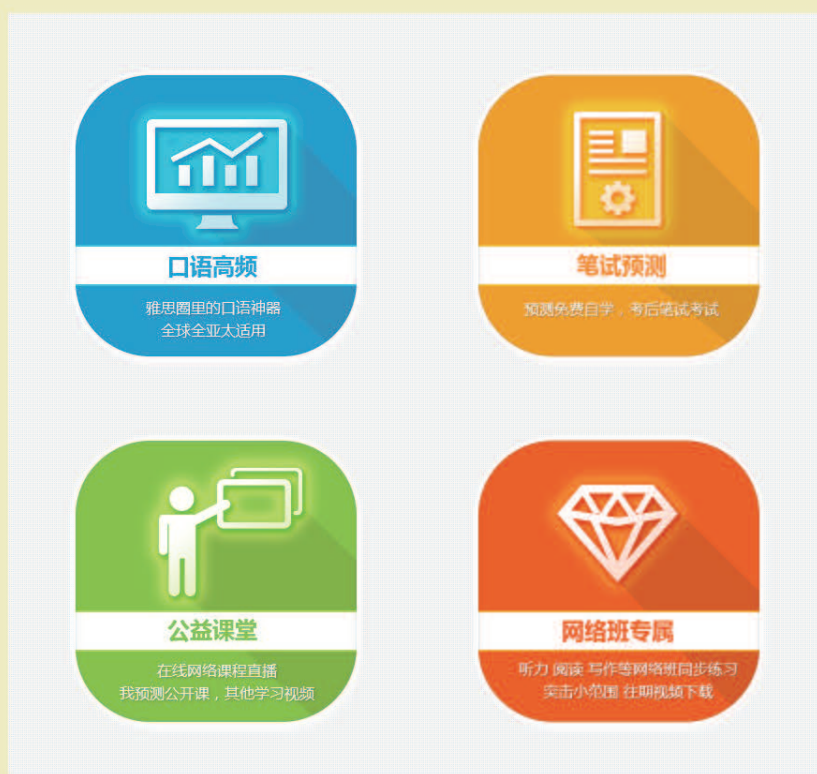 口语高频
雅思圈里的口语神器
全球全亚太适用
笔试预测
预测免费自学，考后笔试考试
公益课堂
在线网络课程直播
我预测公开课，其他学习视频
网络班专属
听力 阅读 写作等网络班同步练习
突击小范围 往期视频下载